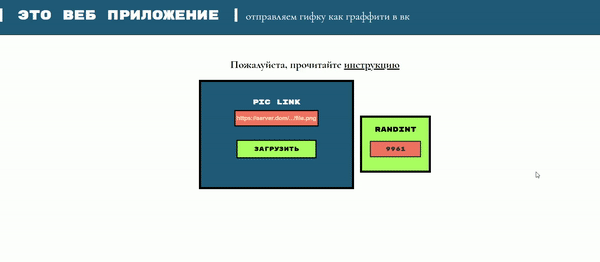 ЭТО ВЕБ ПРИЛОЖЕНИЕ отправляем гифку как граффити в вк
Пожалуйста, прочитайте инструкцию
PIC LINK
https://server.dom/.../file.png
ЗАГРУЗИТЬ
RANDINT
9961